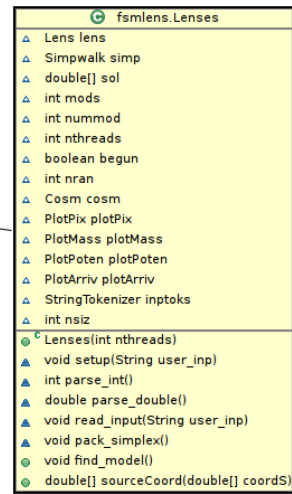 C fsmlens.Lenses
Lens lens
Simpwalk simp
double[] sol
int mods
int nummod
int nthreads
boolean begun
int nran
Cosm cosm
PlotPix plotPix
PlotMass plotMass
PlotPoten plotPoten
PlotArriv plotArriv
StringTokenizer inptoks
int nsiz
C Lenses(int nthreads)
void setup(String user_inp)
int parse_int()
double parse_double()
void read_input(String user_inp)
void pack_simplex()
void find_model()
double[] sourceCoord(double[] coordS)